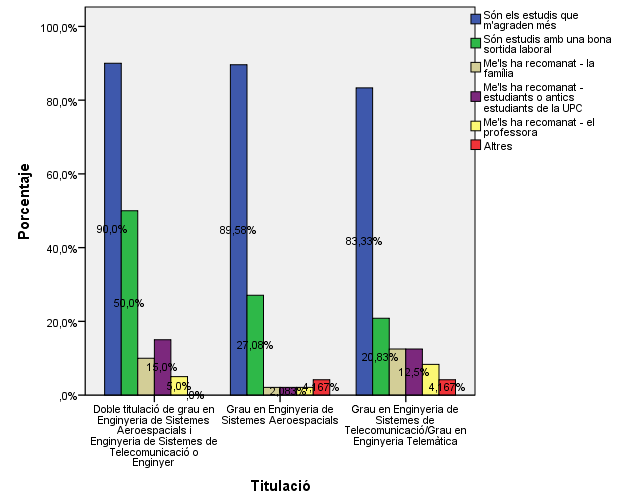 100,0%
80,0%
60,0%
40,0%
20,0%
,0%
Porcentaje
90,0%
50,0%
15,0%
5,0%
,0%
89,58%
27,08%
2,083%
4,167%
83,33%
20,83%
12,5%
4,167%
Doble titulació de grau en
Enginyeria de Sistemes
Aeroespacials i
Enginyeria de Sistemes de
Telecomunicació o
Enginyer
Grau en Enginyeria de
Sistemes Aeroespacials
Grau en Enginyeria de
Sistemes de
Telecomunicació/Grau en
Enginyeria Telemàtica
Titulació
Són els estudis que
m'agraden més
Són estudis amb una bona
sortida laboral
Me'ls ha recomanat - la
família
Me'ls ha recomanat -
estudiants o antics
estudiants de la UPC
Me'ls ha recomanat - el
professora
Altres